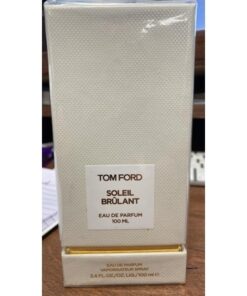 TOM FORD
SOLEIL
BRÛLANT
EAU DE PARFUM
100 ML
EAU DE PARFUM
VAPORISATEUR SPRAY
3.4 FL.OZ/OZ. LIQ./100 ml ℮